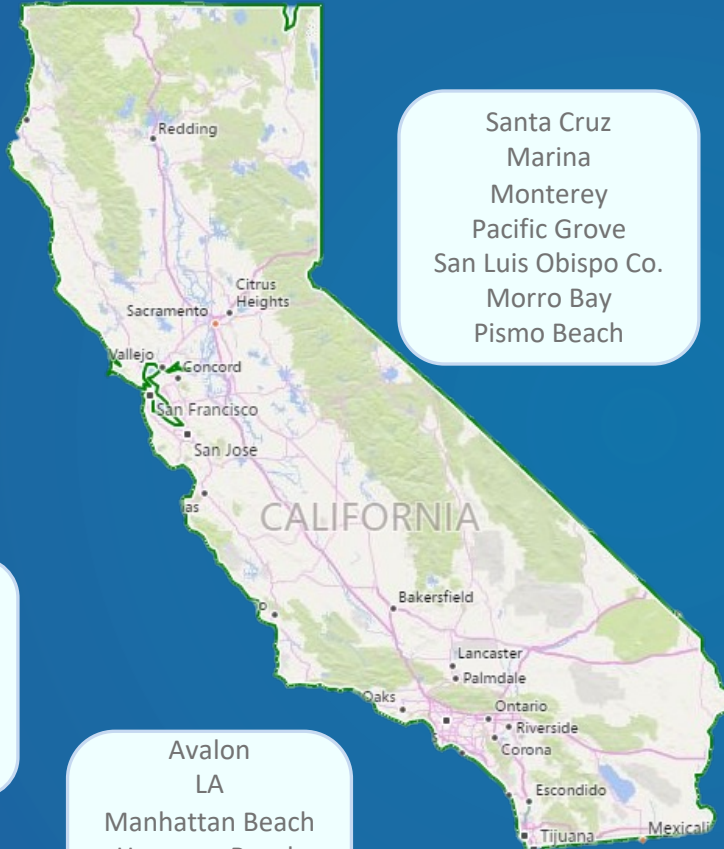 Redding
Santa Cruz
Marina
Monterey
Pacific Grove
San Luis Obispo Co.
Morro Bay
Pismo Beach
Citrus
Heights
Sacramento
Vallejo
Concord
San Francisco
San Jose
as
CALIFORNIA
Bakersfield
Lancaster
Palmdale
Oaks
Ontario
Riverside
Corona
Escondido
Tijuana
Mexicali
Avalon
LA
Manhattan Beach